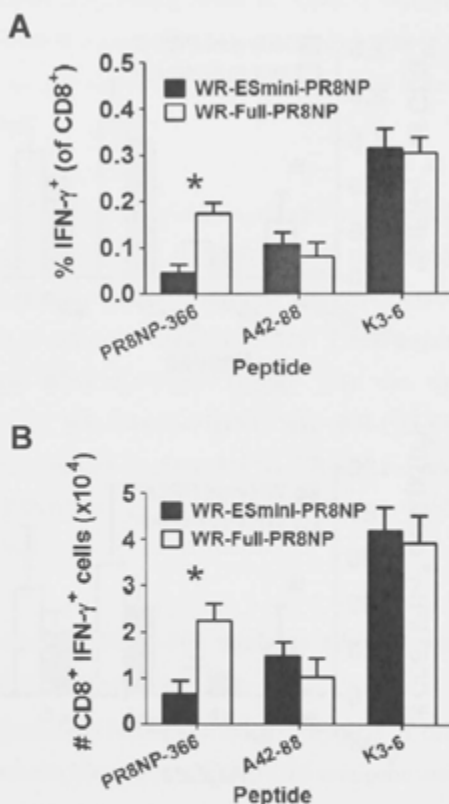 A
% IFN-γ⁺ (of CD8⁺)
0.5
0.4
0.3
0.2
0.1
0.0
WR-ESmini-PR8NP
WR-Full-PR8NP
*
PR8NP-366
A42-88
K3-6
Peptide
B
# CD8⁺ IFN-γ⁺ cells (x10⁴)
5
4
3
2
1
0
WR-ESmini-PR8NP
WR-Full-PR8NP
*
PR8NP-366
A42-88
K3-6
Peptide